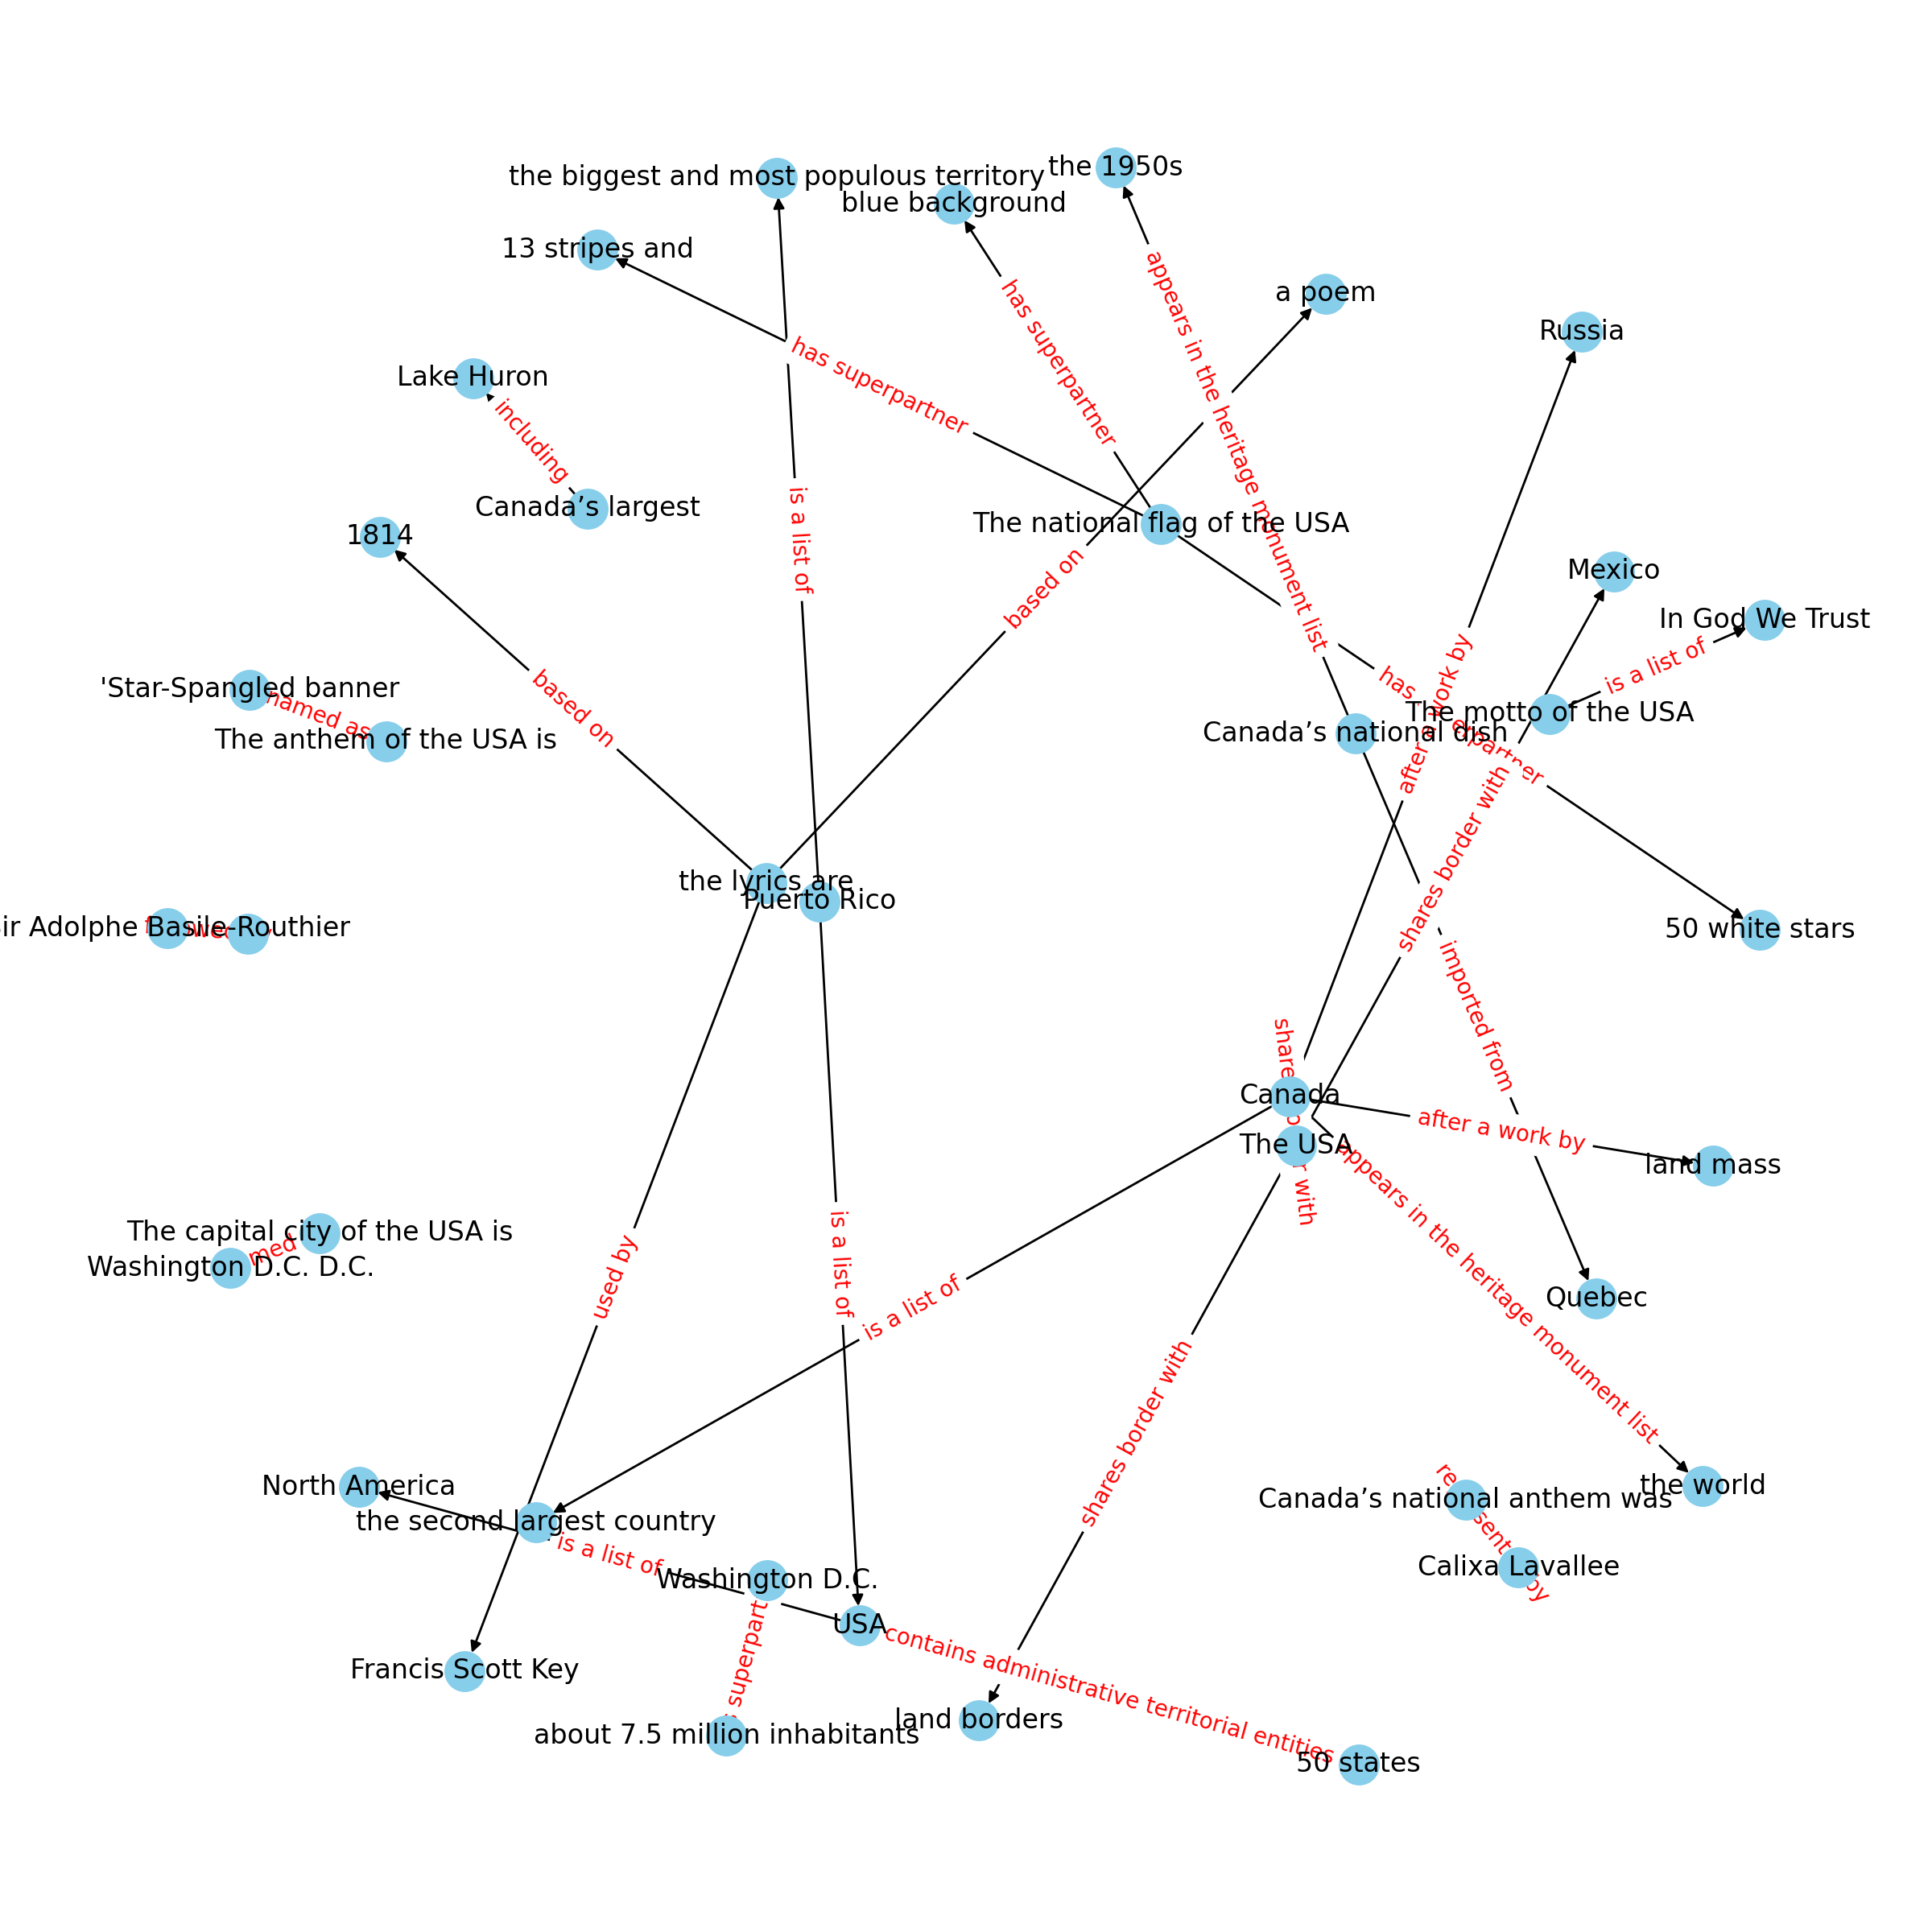 the 1950s
the biggest and most populous territory
blue background
13 stripes and
appears in the heritage monument list
has superpartner
a poem
Russia
has superpartner
Lake Huron
including
Canada’s largest
is a list of
The national flag of the USA
1814
based on
Mexico
In God We Trust
is a list of
after a work by
'Star-Spangled banner
named as
The anthem of the USA is
based on
has
The motto of the USA
Canada’s national dish
shares border with
the lyrics are
Puerto Rico
ir Adolphe Basile-Routhier
50 white stars
imported from
Canada
after a work by
The USA
with
land mass
appears in the heritage monument list
The capital city of the USA is
Washington D.C. D.C.
used by
is a list of
is a list of
Quebec
shares border with
North America
the second largest country
is a list of
Canada’s national anthem was
the world
Calixa Lavallee
by
Washington D.C.
USA
contains administrative territorial entities
Francis Scott Key
superpart
about 7.5 million inhabitants
land borders
50 states